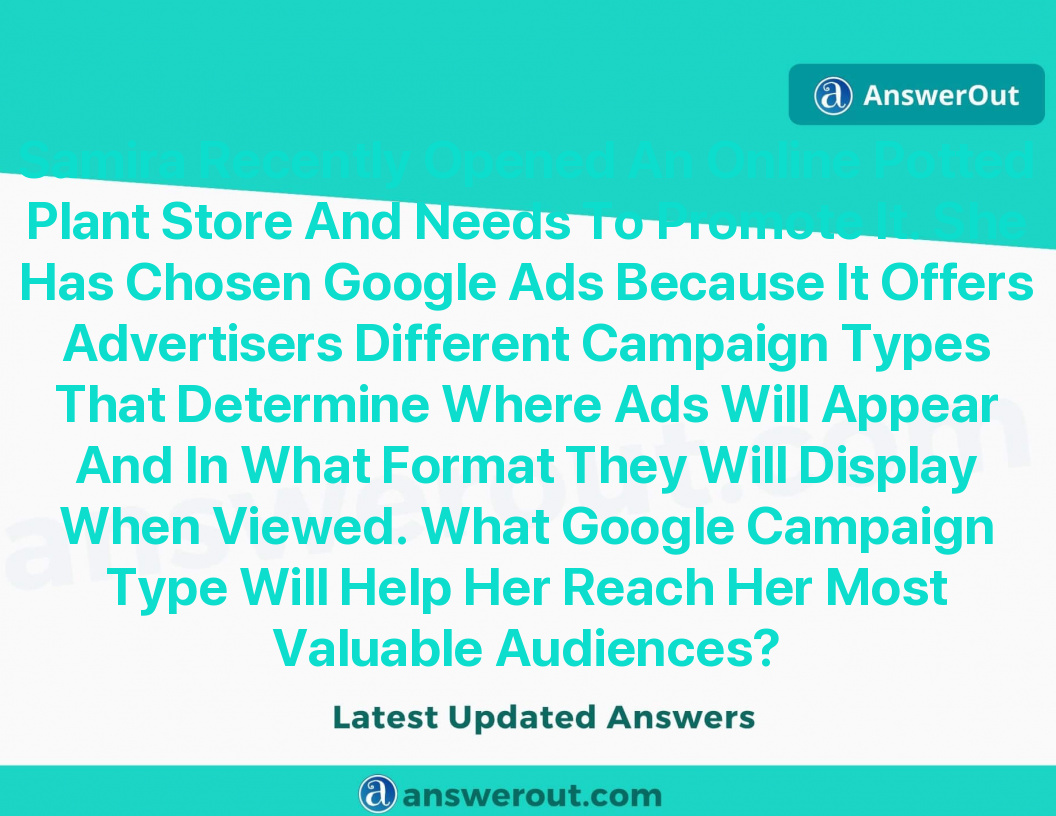 AnswerOut
Samira Recently Opened An Online Potted
Plant Store And Needs To Promote It. She
Has Chosen Google Ads Because It Offers
Advertisers Different Campaign Types
That Determine Where Ads Will Appear
And In What Format They Will Display
When Viewed. What Google Campaign
Type Will Help Her Reach Her Most
Valuable Audiences?
answerout.com
Latest Updated Answers
answerout.com